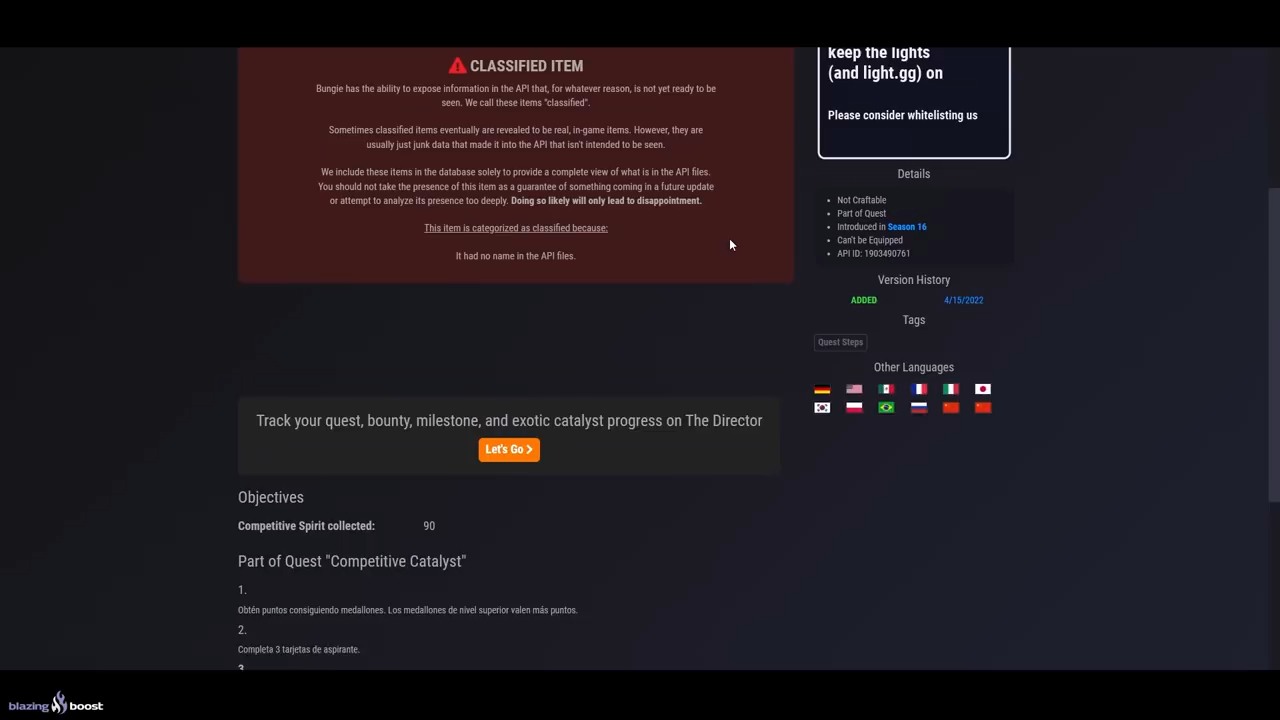 CLASSIFIED ITEM
Bungie has the ability to expose information in the API that, for whatever reason, is not yet ready to be
seen. We call these items "classified".
Sometimes classified items eventually are revealed to be real, in-game items. However, they are
usually just junk data that made it into the API that isn't intended to be seen.
We include these items in the database solely to provide a complete view of what is in the API files.
You should not take the presence of this item as a guarantee of something coming in a future update
or attempt to analyze its presence too deeply. Doing so likely will only lead to disappointment.
This item is categorized as classified because:
It had no name in the API files.
Track your quest, bounty, milestone, and exotic catalyst progress on The Director
Let's Go
Objectives
Competitive Spirit collected: 90
Part of Quest "Competitive Catalyst"
1.
Obtén puntos consiguiendo medallones. Los medallones de nivel superior valen más puntos.
2.
Completa 3 tarjetas de aspirante.
3
keep the lights
(and light.gg) on
Please consider whitelisting us
Details
Not Craftable
Part of Quest
Introduced in Season 16
Can't be Equipped
API ID: 1903490761
Version History
ADDED 4/15/2022
Tags
Quest Steps
Other Languages
blazing boost